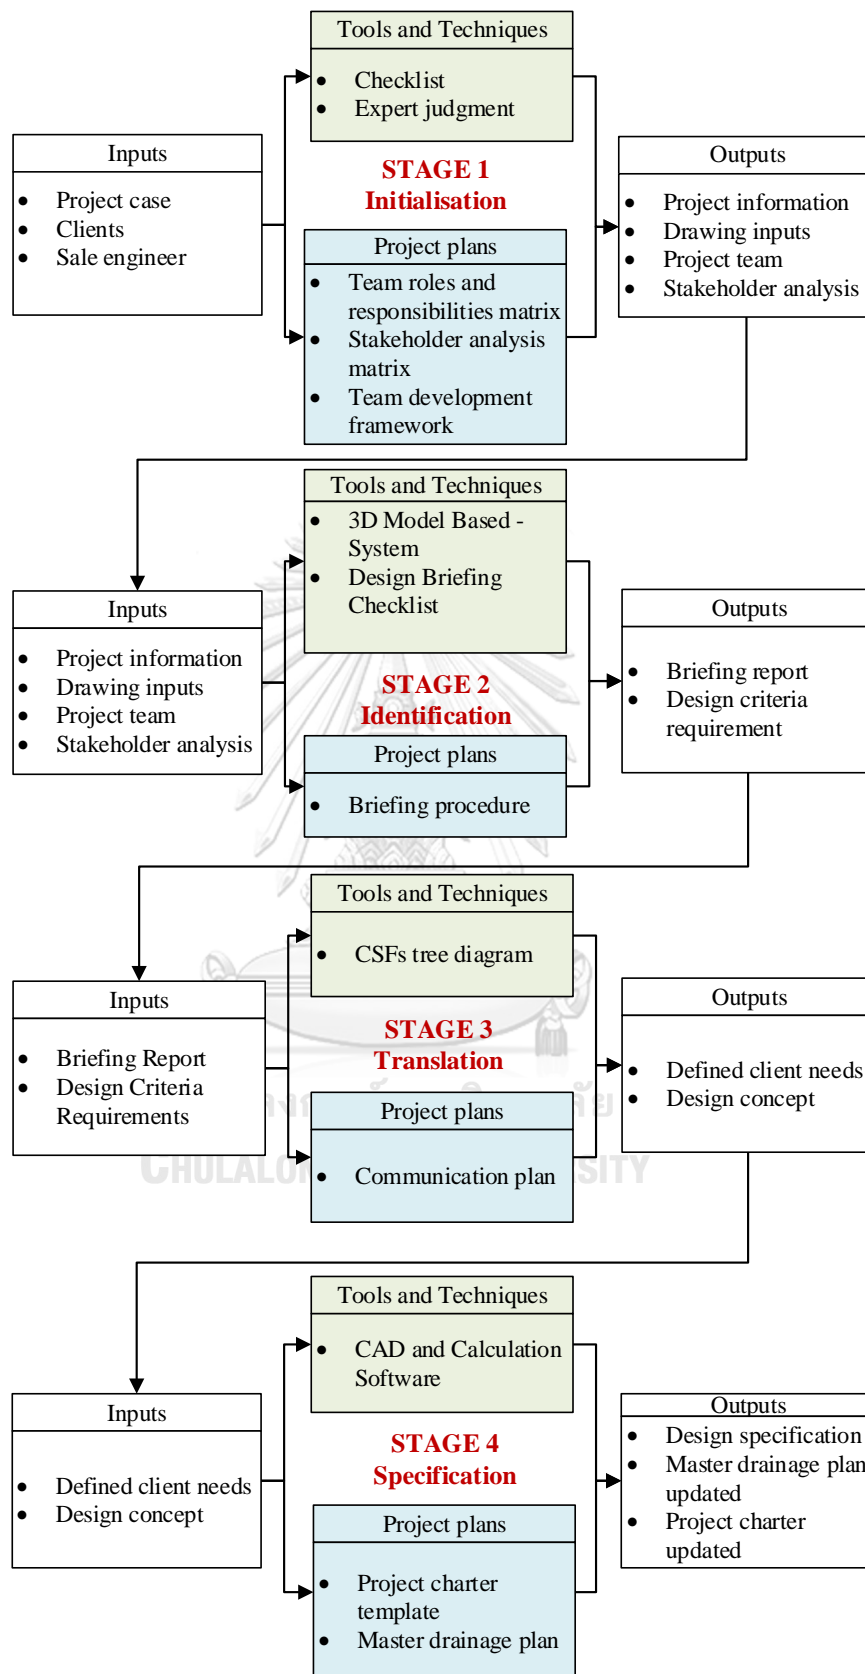 Tools and Techniques
• Checklist
• Expert judgment
Inputs
• Project case
• Clients
• Sale engineer
STAGE 1
Initialisation
Outputs
• Project information
• Drawing inputs
• Project team
• Stakeholder analysis
Project plans
• Team roles and
responsibilities matrix
• Stakeholder analysis
matrix
• Team development
framework
Tools and Techniques
• 3D Model Based -
System
• Design Briefing
Checklist
Inputs
• Project information
• Drawing inputs
• Project team
• Stakeholder analysis
STAGE 2
Identification
Outputs
• Briefing report
• Design criteria
requirement
Project plans
• Briefing procedure
Tools and Techniques
• CSFs tree diagram
Inputs
• Briefing Report
• Design Criteria
Requirements
STAGE 3
Translation
Outputs
• Defined client needs
• Design concept
Project plans
• Communication plan
Tools and Techniques
• CAD and Calculation
Software
Inputs
• Defined client needs
• Design concept
STAGE 4
Specification
Outputs
• Design specification
• Master drainage plan
updated
• Project charter
updated
Project plans
• Project charter
template
• Master drainage plan